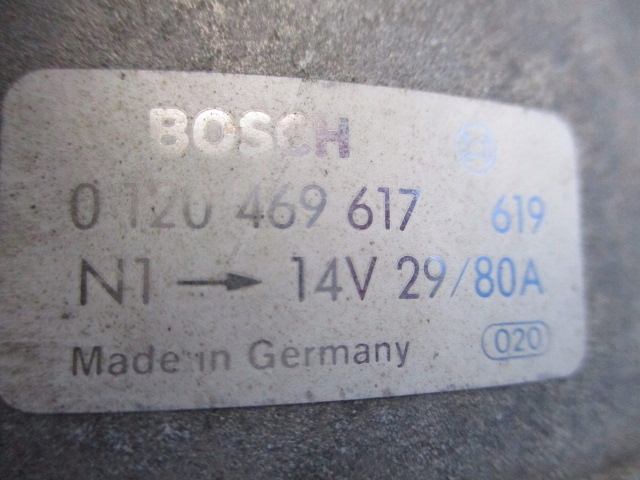 BOSCH
0 120 469 617 619
N1 → 14V 29/80A
Made in Germany 020